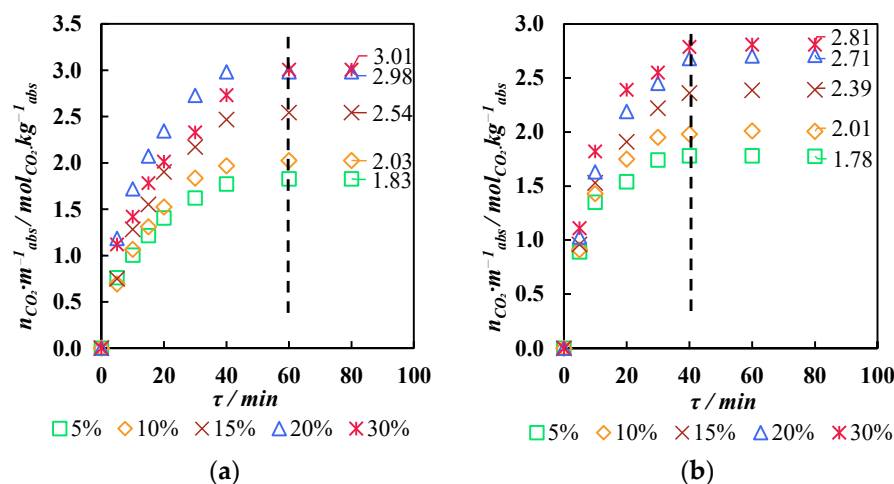 n_CO₂·m⁻¹_abs / mol_CO₂.kg⁻¹_abs
3.5
3.0
2.5
2.0
1.5
1.0
0.5
0.0
3.01
2.98
2.54
2.03
1.83
0 20 40 60 80 100
τ / min
5% 10% 15% 20% 30%
(a)
n_CO₂·m⁻¹_abs / mol_CO₂.kg⁻¹_abs
3.0
2.5
2.0
1.5
1.0
0.5
0.0
2.81
2.71
2.39
2.01
1.78
0 20 40 60 80 100
τ / min
5% 10% 15% 20% 30%
(b)